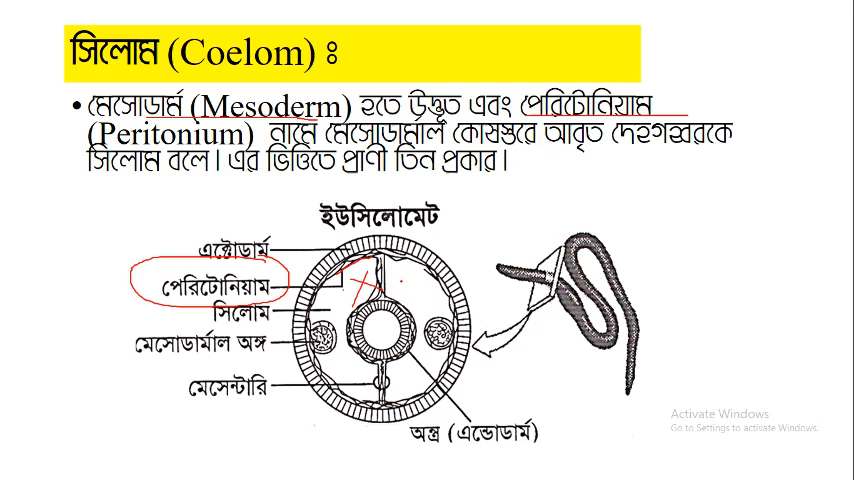 সিলোম (Coelom) ঃ
• মেসোডার্ম (Mesoderm) হতে উদ্ভূত এবং পেরিটোনিয়াম
(Peritonium) নামে মেসোডার্মাল কোষস্তরে আবৃত দেহগহ্বরকে
সিলোম বলে। এর ভিত্তিতে প্রাণী তিন প্রকার।
ইউসিলোমেট
এক্টোডার্ম
পেরিটোনিয়াম
সিলোম
মেসোডার্মাল অঙ্গ
মেসেন্টারি
অন্ত্র (এন্ডোডার্ম)
Activate Windows
Go to Settings to activate Windows.